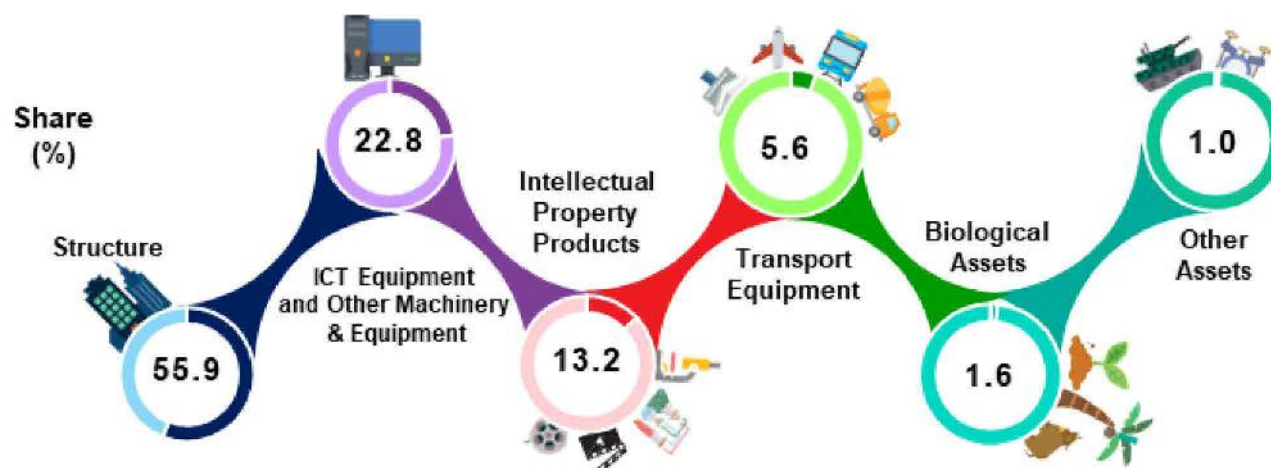 Share
(%)
Structure
55.9
22.8
ICT Equipment
and Other Machinery
& Equipment
Intellectual
Property
Products
13.2
5.6
Transport
Equipment
Biological
Assets
1.6
1.0
Other
Assets